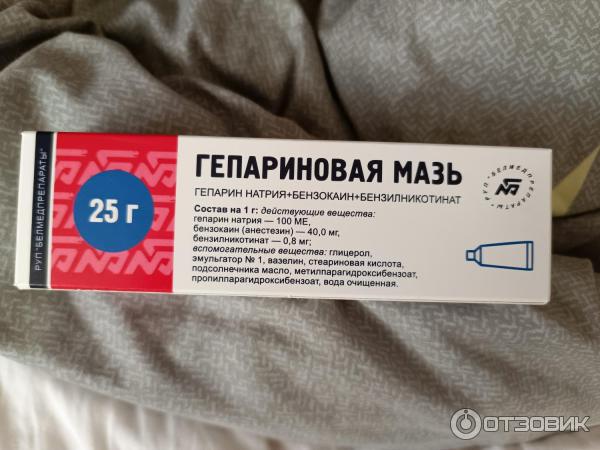 РУП "БЕЛМЕДПРЕПАРАТЫ"
25 г
ГЕПАРИНОВАЯ МАЗЬ
ГЕПАРИН НАТРИЯ+БЕНЗОКАИН+БЕНЗИЛНИКОТИНАТ
Состав на 1 г: действующие вещества:
гепарин натрия — 100 МЕ,
бензокаин (анестезин) — 40,0 мг,
бензилникотинат — 0,8 мг;
вспомогательные вещества: глицерол,
эмульгатор № 1, вазелин, стеариновая кислота,
подсолнечника масло, метилпарагидроксибензоат,
пропилпарагидроксибензоат, вода очищенная.
РУП "БЕЛМЕДПРЕПАРАТЫ"
ОТЗОВИК